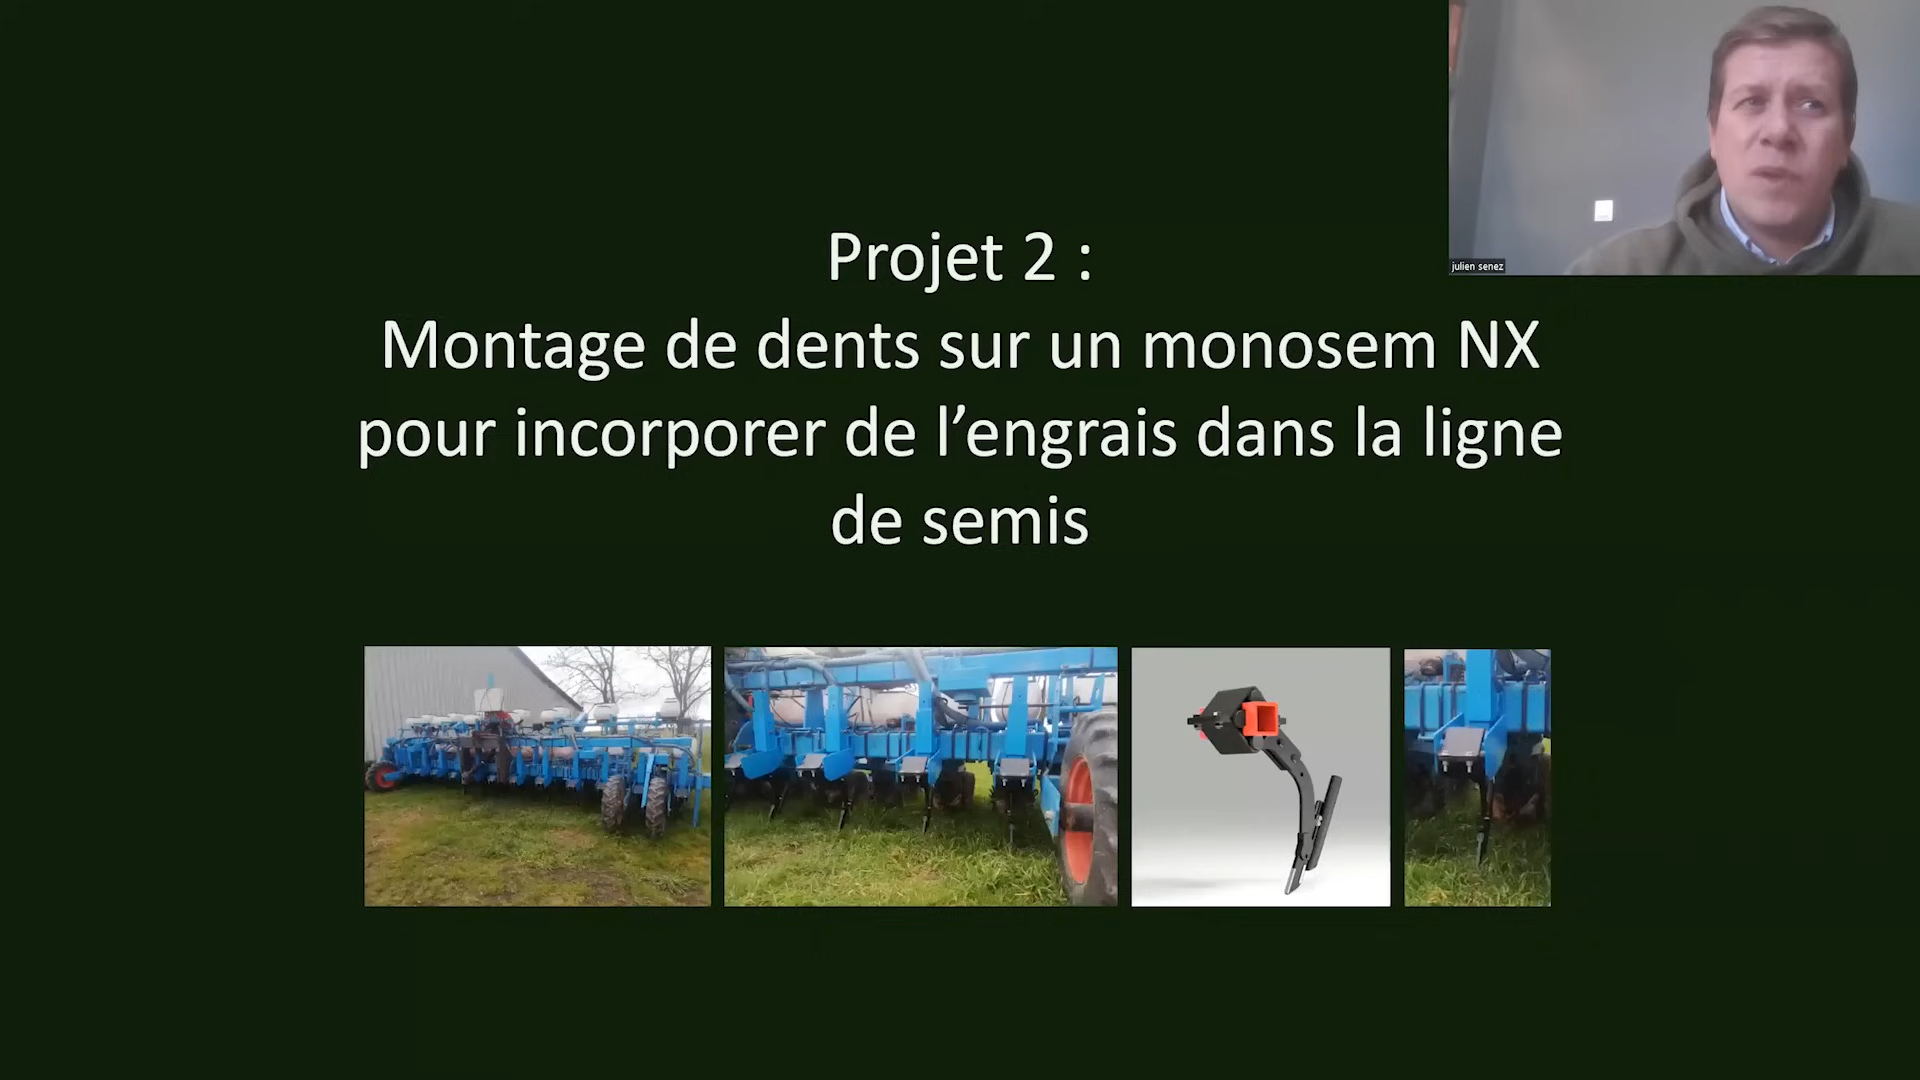 Projet 2 :
Montage de dents sur un monosem NX
pour incorporer de l’engrais dans la ligne
de semis
julien senez